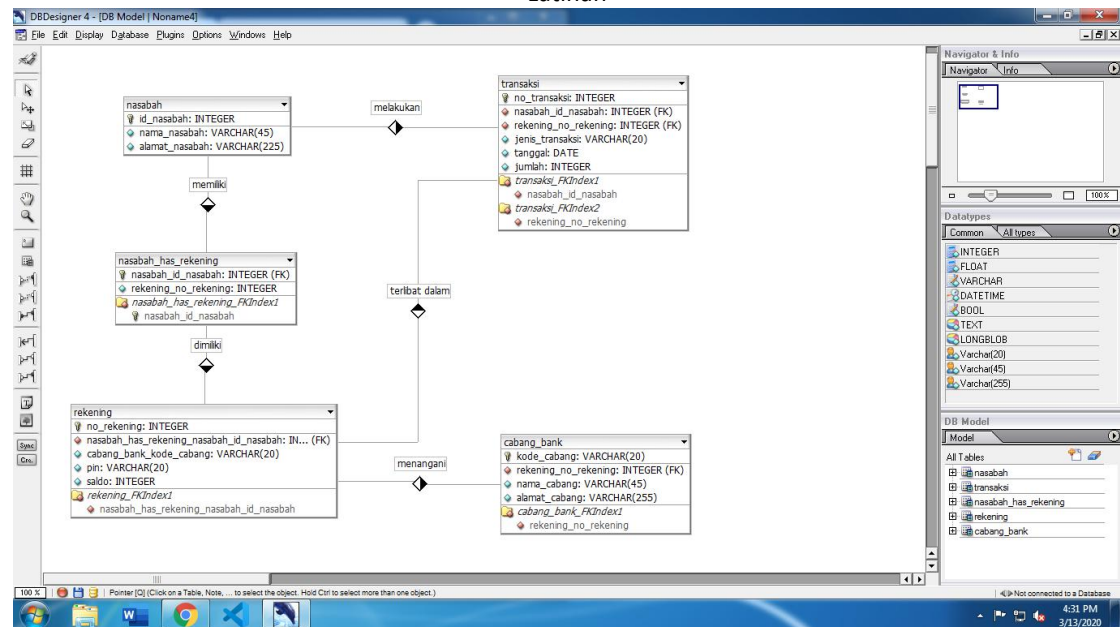 Latihan
DBDesigner 4 - [DB Model | Noname4]
File Edit Display Database Plugins Options Windows Help
nasabah
id_nasabah: INTEGER
nama_nasabah: VARCHAR(45)
alamat_nasabah: VARCHAR(225)
melakukan
transaksi
no_transaksi: INTEGER
nasabah_id_nasabah: INTEGER (FK)
rekening_no_rekening: INTEGER (FK)
jenis_transaksi: VARCHAR(20)
tanggal: DATE
jumlah: INTEGER
transaksi_FKIndex1
nasabah_id_nasabah
transaksi_FKIndex2
rekening_no_rekening
memiliki
nasabah_has_rekening
nasabah_id_nasabah: INTEGER (FK)
rekening_no_rekening: INTEGER
nasabah_has_rekening_FKIndex1
nasabah_id_nasabah
terlibat dalam
dimiliki
rekening
no_rekening: INTEGER
nasabah_has_rekening_nasabah_id_nasabah: IN... (FK)
cabang_bank_kode_cabang: VARCHAR(20)
pin: VARCHAR(20)
saldo: INTEGER
rekening_FKIndex1
nasabah_has_rekening_nasabah_id_nasabah
menangani
cabang_bank
kode_cabang: VARCHAR(20)
rekening_no_rekening: INTEGER (FK)
nama_cabang: VARCHAR(45)
alamat_cabang: VARCHAR(255)
cabang_bank_FKIndex1
rekening_no_rekening
Navigator & Info
Navigator Info
100%
Datatypes
Common All types
INTEGER
FLOAT
VARCHAR
DATETIME
BOOL
TEXT
LONGBLOB
Varchar(20)
Varchar(45)
Varchar(255)
DB Model
Model
All Tables
nasabah
transaksi
nasabah_has_rekening
rekening
cabang_bank
Sync
100 % Pointer [Q] (Click on a Table, Note, ... to select the object. Hold Ctrl to select more than one object.) Not connected to a Database
4:31 PM
3/13/2020